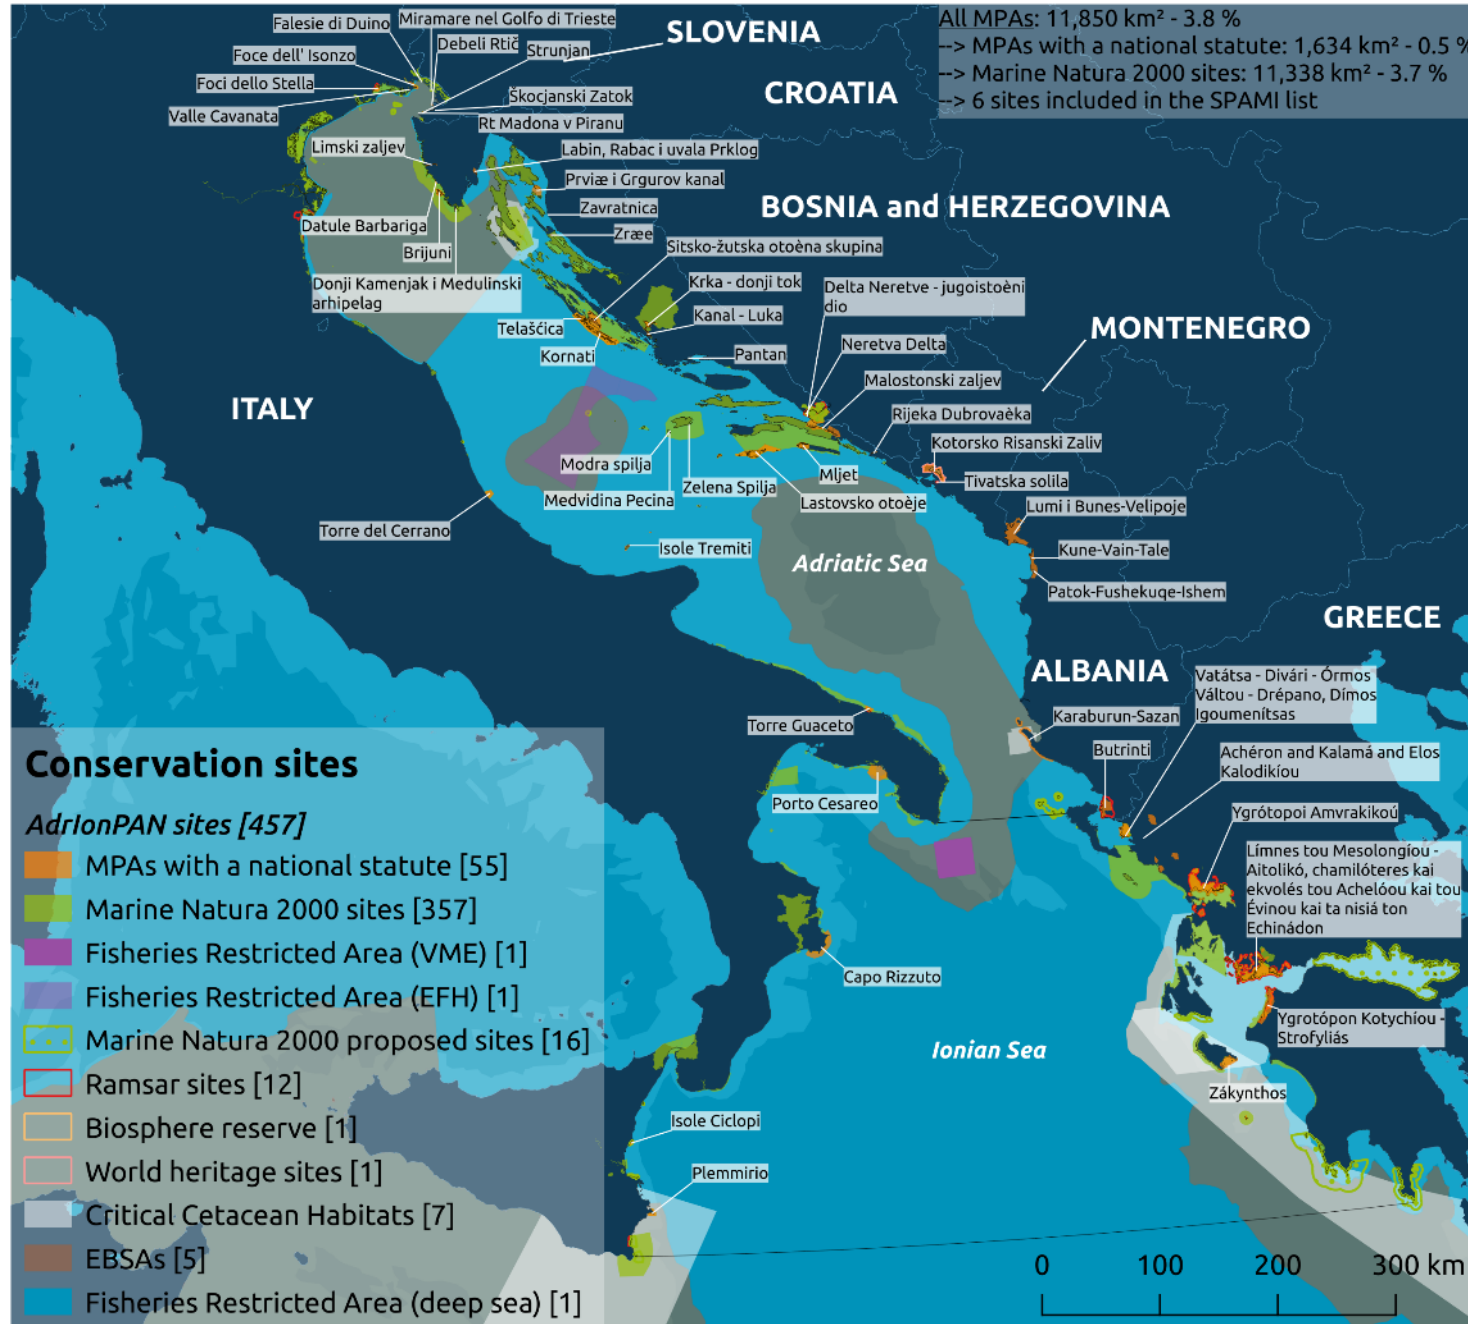 All MPAs: 11,850 km² - 3.8 %
--> MPAs with a national statute: 1,634 km² - 0.5 %
--> Marine Natura 2000 sites: 11,338 km² - 3.7 %
--> 6 sites included in the SPAMI list
Falesie di Duino
Miramare nel Golfo di Trieste
Debeli Rtič
Strunjan
SLOVENIA
Foce dell' Isonzo
Foci dello Stella
Valle Cavanata
Škocjanski Zatok
Rt Madona v Piranu
CROATIA
Limski zaljev
Labin, Rabac i uvala Prklog
Prviæ i Grgurov kanal
Zavratnica
BOSNIA and HERZEGOVINA
Datule Barbariga
Zræe
Brijuni
Sitsko-žutska otoèna skupina
Donji Kamenjak i Medulinski
arhipelag
Krka - donji tok
Delta Neretve - jugoistoèni
dio
Telašćica
Kanal - Luka
MONTENEGRO
Kornati
Pantan
Neretva Delta
Malostonski zaljev
ITALY
Rijeka Dubrovaèka
Kotorsko Risanski Zaliv
Modra spilja
Mljet
Tivatska solila
Medvidina Pecina
Zelena Spilja
Lastovsko otoèje
Lumi i Bunes-Velipoje
Torre del Cerrano
Isole Tremiti
Kune-Vain-Tale
Adriatic Sea
Patok-Fushekuqe-Ishem
GREECE
ALBANIA
Vatátsa - Divári - Órmos
Váltou - Drépano, Dímos
Igoumenítsas
Torre Guaceto
Karaburun-Sazan
Butrinti
Achéron and Kalamá and Elos
Kalodikíou
Porto Cesareo
Ygrótopoi Amvrakikoú
Límnes tou Mesolongíou -
Aitolikó, chamilóteres kai
ekvolés tou Achelóou kai tou
Évinou kai ta nisiá ton
Echinádon
Capo Rizzuto
Ygrotópon Kotychíou -
Strofyliás
Ionian Sea
Zákynthos
Isole Ciclopi
Plemmirio
Conservation sites
AdrIonPAN sites [457]
MPAs with a national statute [55]
Marine Natura 2000 sites [357]
Fisheries Restricted Area (VME) [1]
Fisheries Restricted Area (EFH) [1]
Marine Natura 2000 proposed sites [16]
Ramsar sites [12]
Biosphere reserve [1]
World heritage sites [1]
Critical Cetacean Habitats [7]
EBSAs [5]
Fisheries Restricted Area (deep sea) [1]
0 100 200 300 km